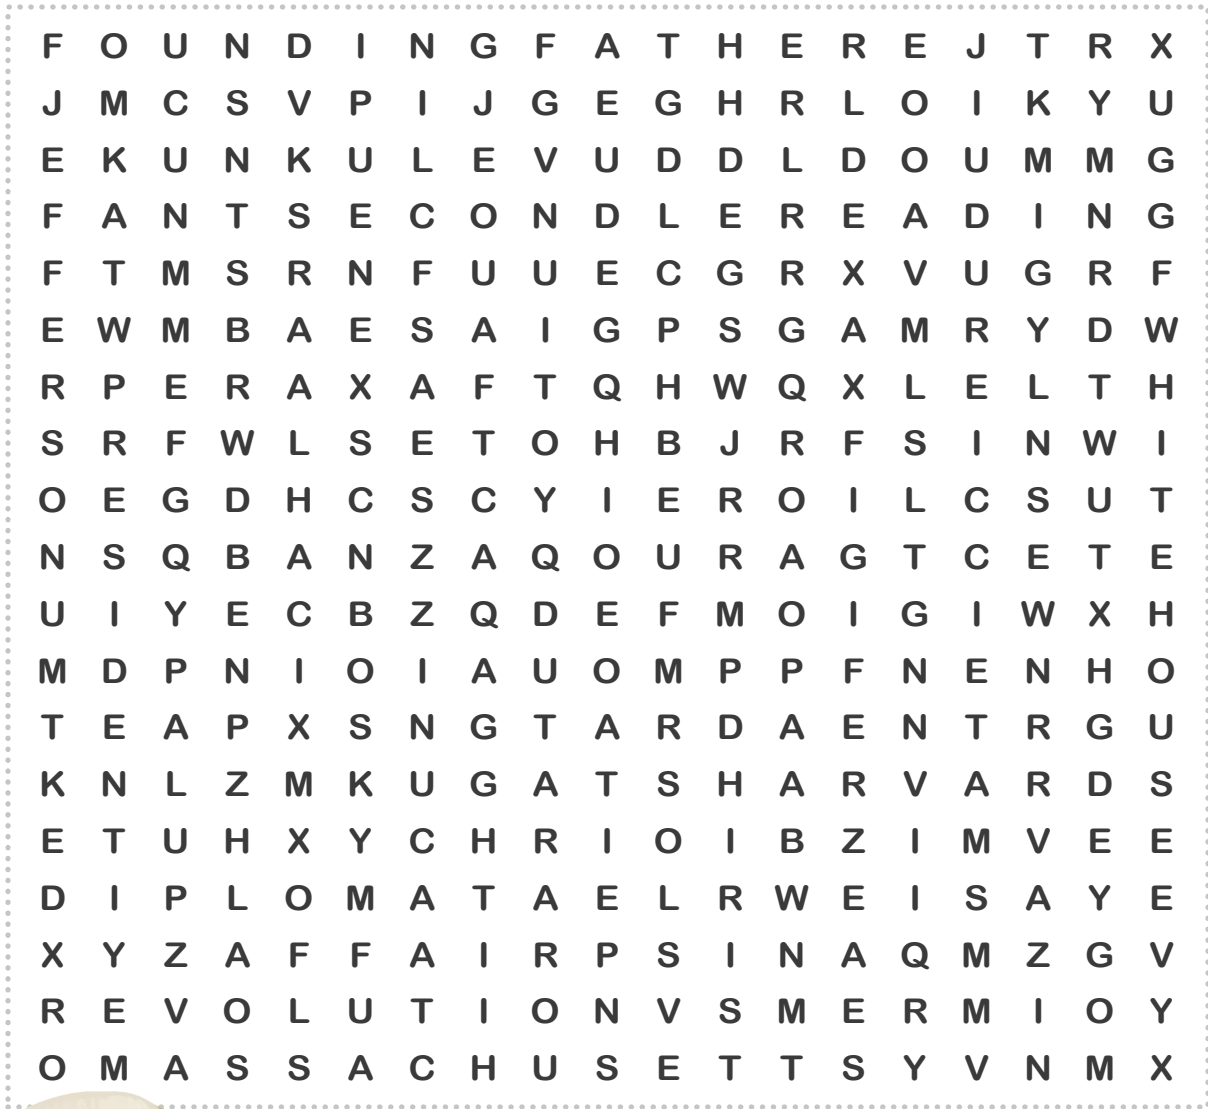 F O U N D I N G F A T H E R E J T R X
J M C S V P I J G E G H R L O I K Y U
E K U N K U L E V U D D L D O U M M G
F A N T S E C O N D L E R E A D I N G
F T M S R N F U U E C G R X V U G R F
E W M B A E S A I G P S G A M R Y D W
R P E R A X A F T Q H W Q X L E L T H
S R F W L S E T O H B J R F S I N W I
O E G D H C S C Y I E R O I L C S U T
N S Q B A N Z A Q O U R A G T C E T E
U I Y E C B Z Q D E F M O I G I W X H
M D P N I O I A U O M P P F N E N H O
T E A P X S N G T A R D A E N T R G U
K N L Z M K U G A T S H A R V A R D S
E T U H X Y C H R I O I B Z I M V E E
D I P L O M A T A E L R W E I S A Y E
X Y Z A F F A I R P S I N A Q M Z G V
R E V O L U T I O N V S M E R M I O Y
O M A S S A C H U S E T T S Y V N M X